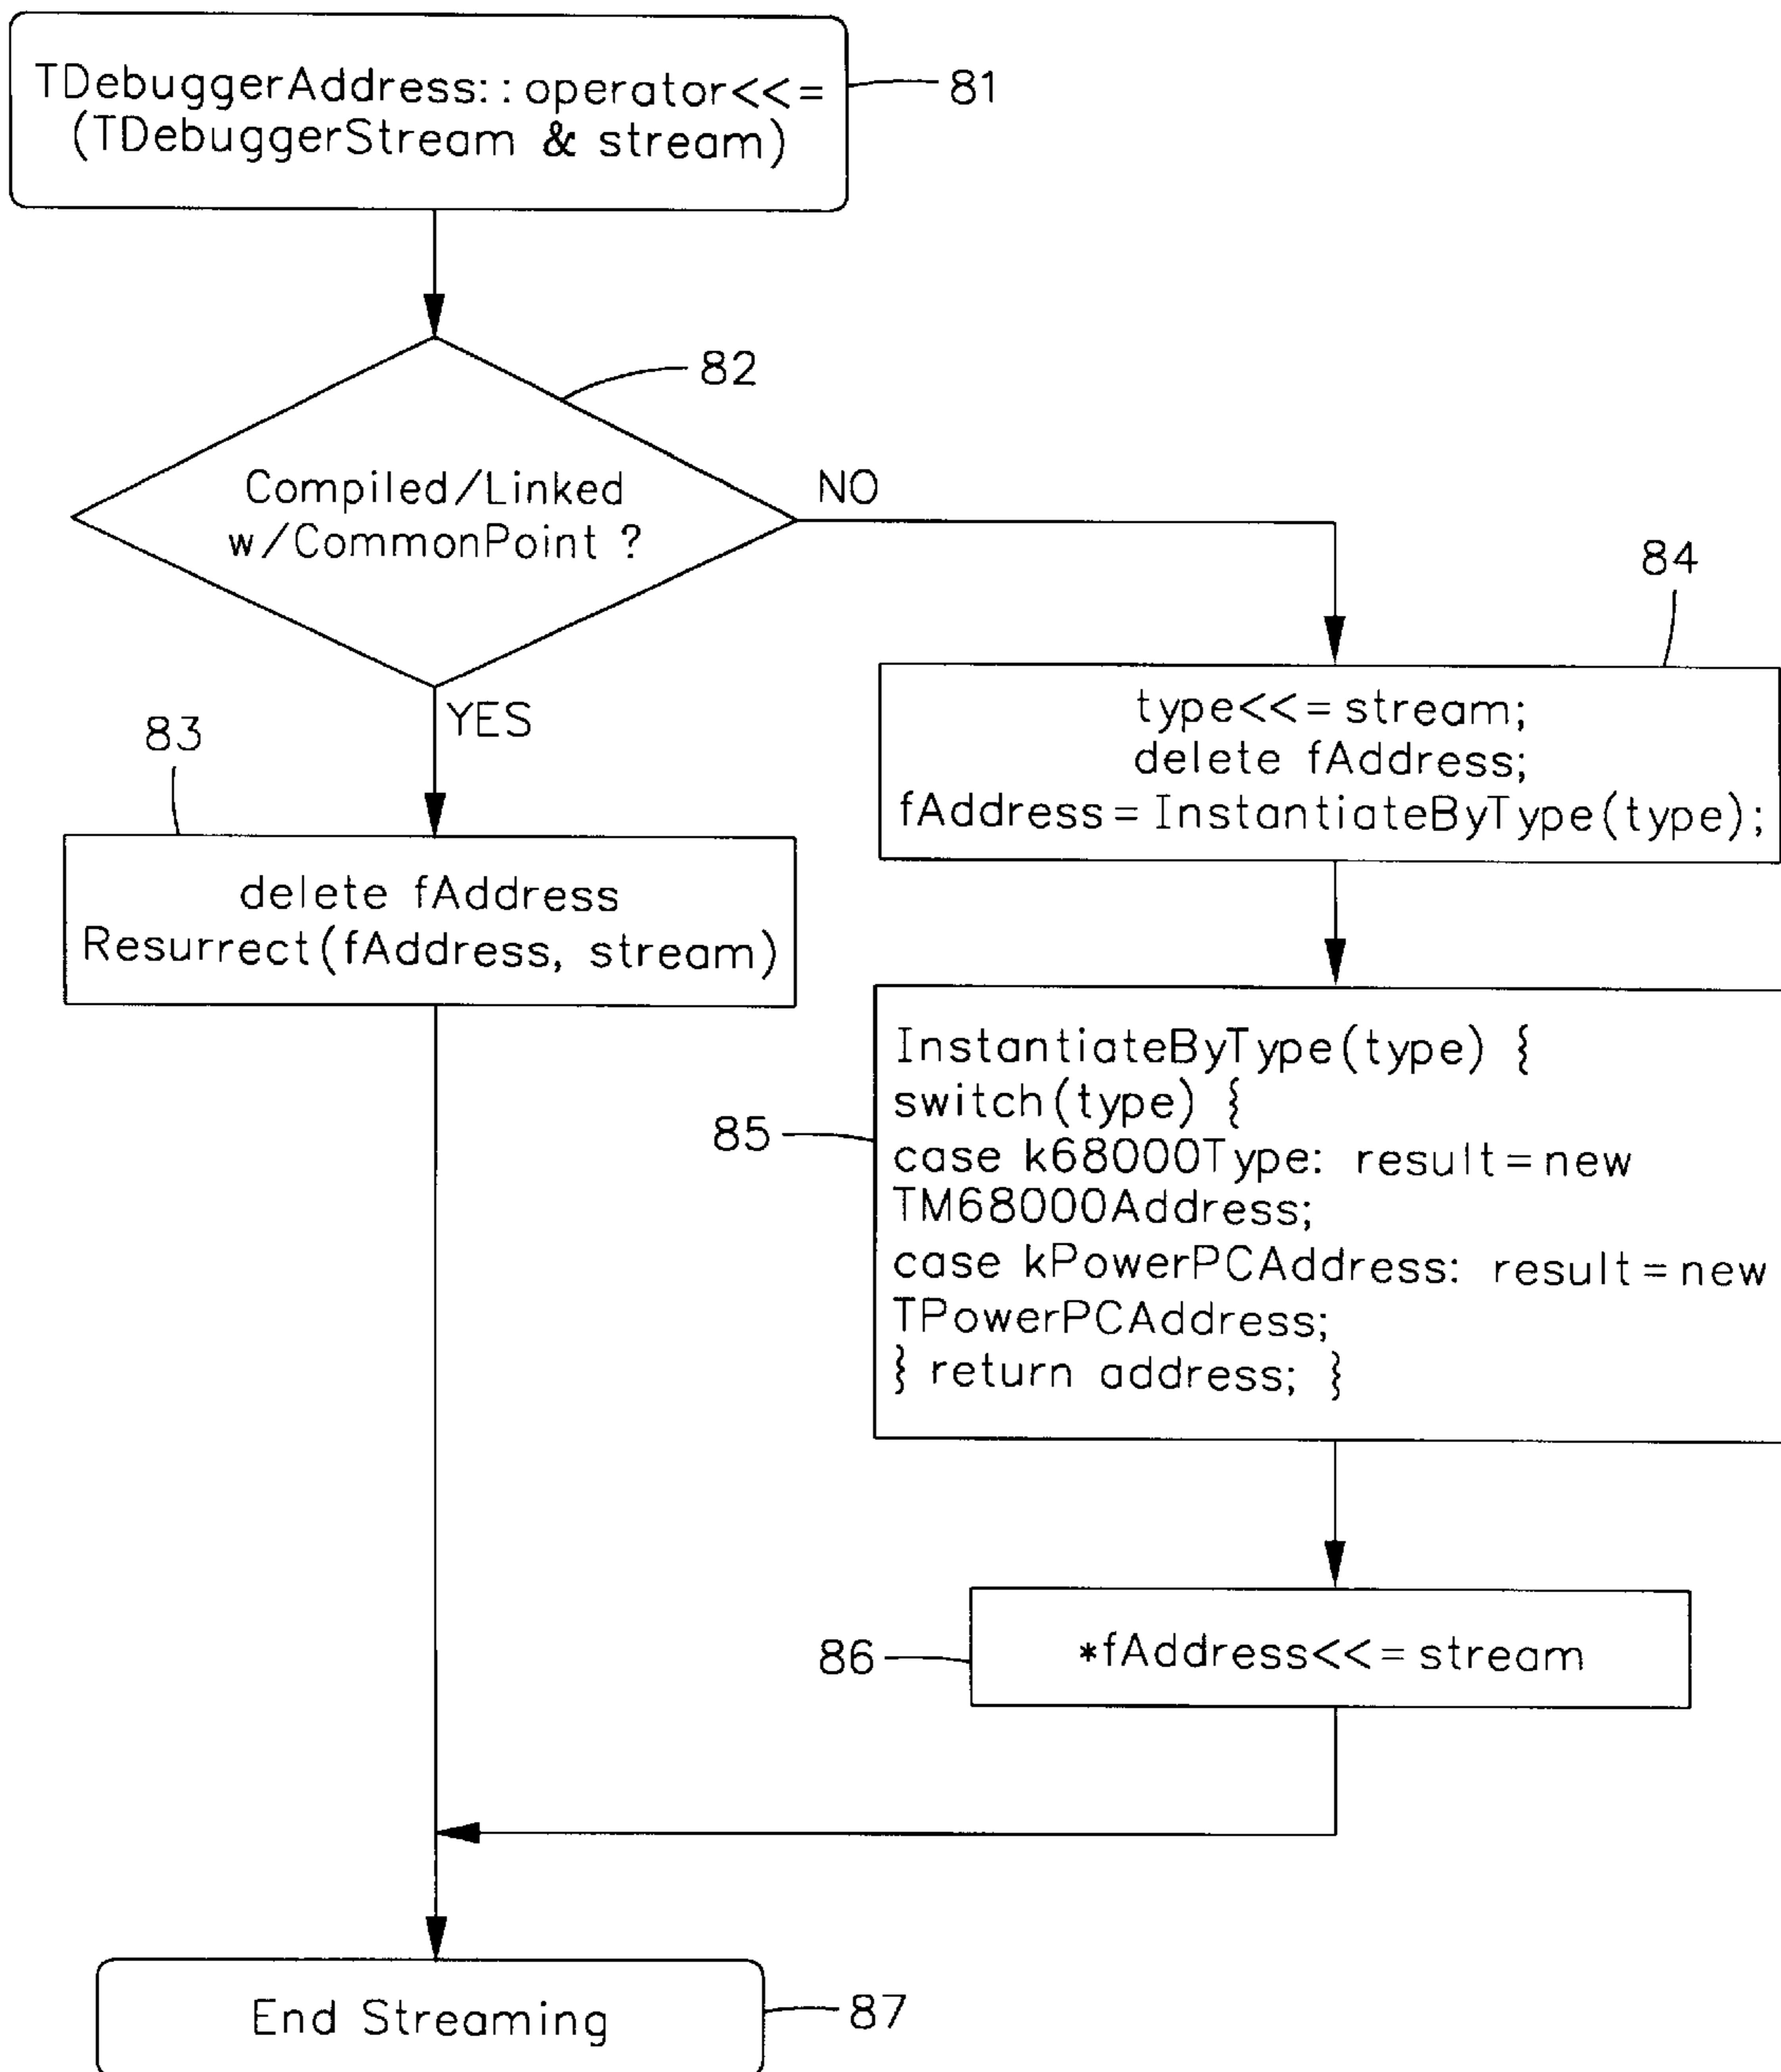 TDebuggerAddress::operator<<=
(TDebuggerStream & stream)
81
82
Compiled/Linked
w/CommonPoint ?
NO
YES
83
delete fAddress
Resurrect(fAddress, stream)
84
type<<=stream;
delete fAddress;
fAddress=InstantiateByType(type);
85
InstantiateByType(type) {
switch(type) {
case k68000Type: result=new
TM68000Address;
case kPowerPCAddress: result=new
TPowerPCAddress;
} return address; }
86
*fAddress<<=stream
End Streaming
87